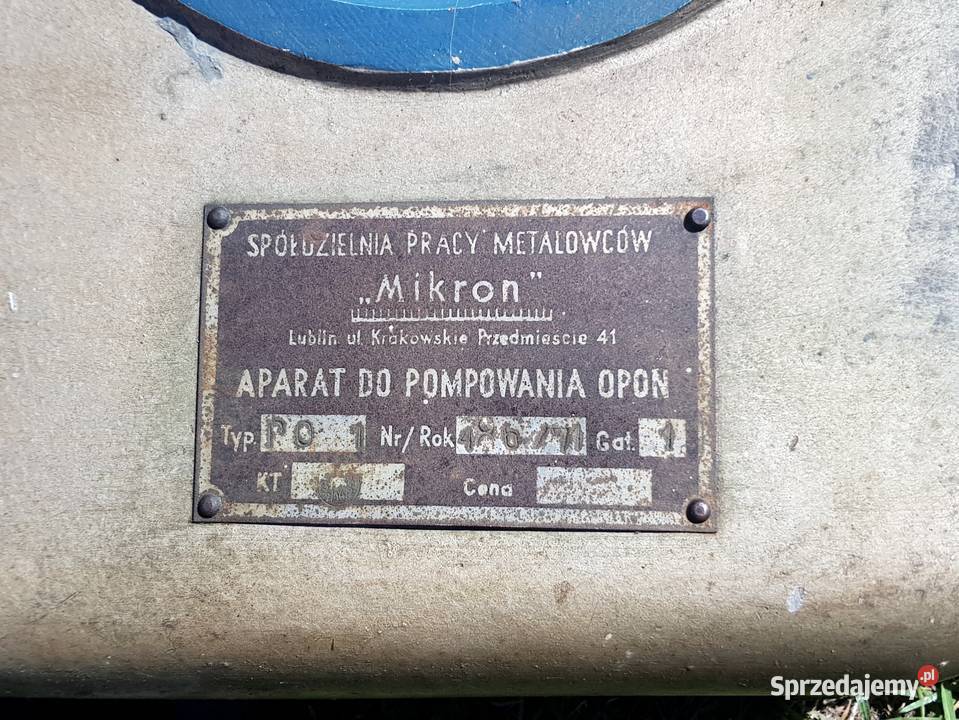 SPÓŁDZIELNIA PRACY METALOWCÓW
„Mikron”
Lublin ul. Krakowskie Przedmieście 41
APARAT DO POMPOWANIA OPON
Typ. PO 1 Nr/Rok /71 Gat. 1
KT Cena
Sprzedajemy.pl